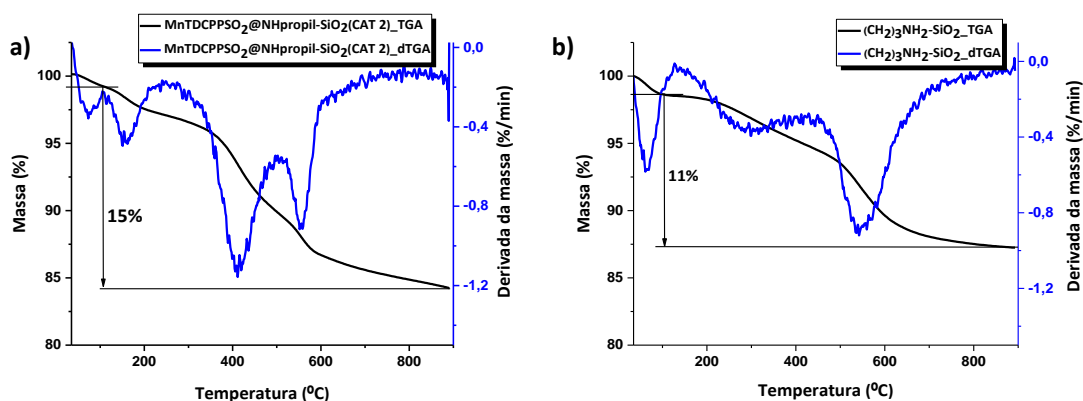 a)
MnTDCPPSO₂@NHpropil-SiO₂(CAT 2)_TGA
MnTDCPPSO₂@NHpropil-SiO₂(CAT 2)_dTGA
100
95
90
85
80
Massa (%)
15%
0,0
-0,4
-0,8
-1,2
Derivada da massa (%/min)
200
400
600
800
Temperatura (⁰C)
b)
(CH₂)₃NH₂-SiO₂_TGA
(CH₂)₃NH₂-SiO₂_dTGA
100
95
90
85
80
Massa (%)
11%
0,0
-0,4
-0,8
-1,2
Derivada da massa (%/min)
200
400
600
800
Temperatura (⁰C)